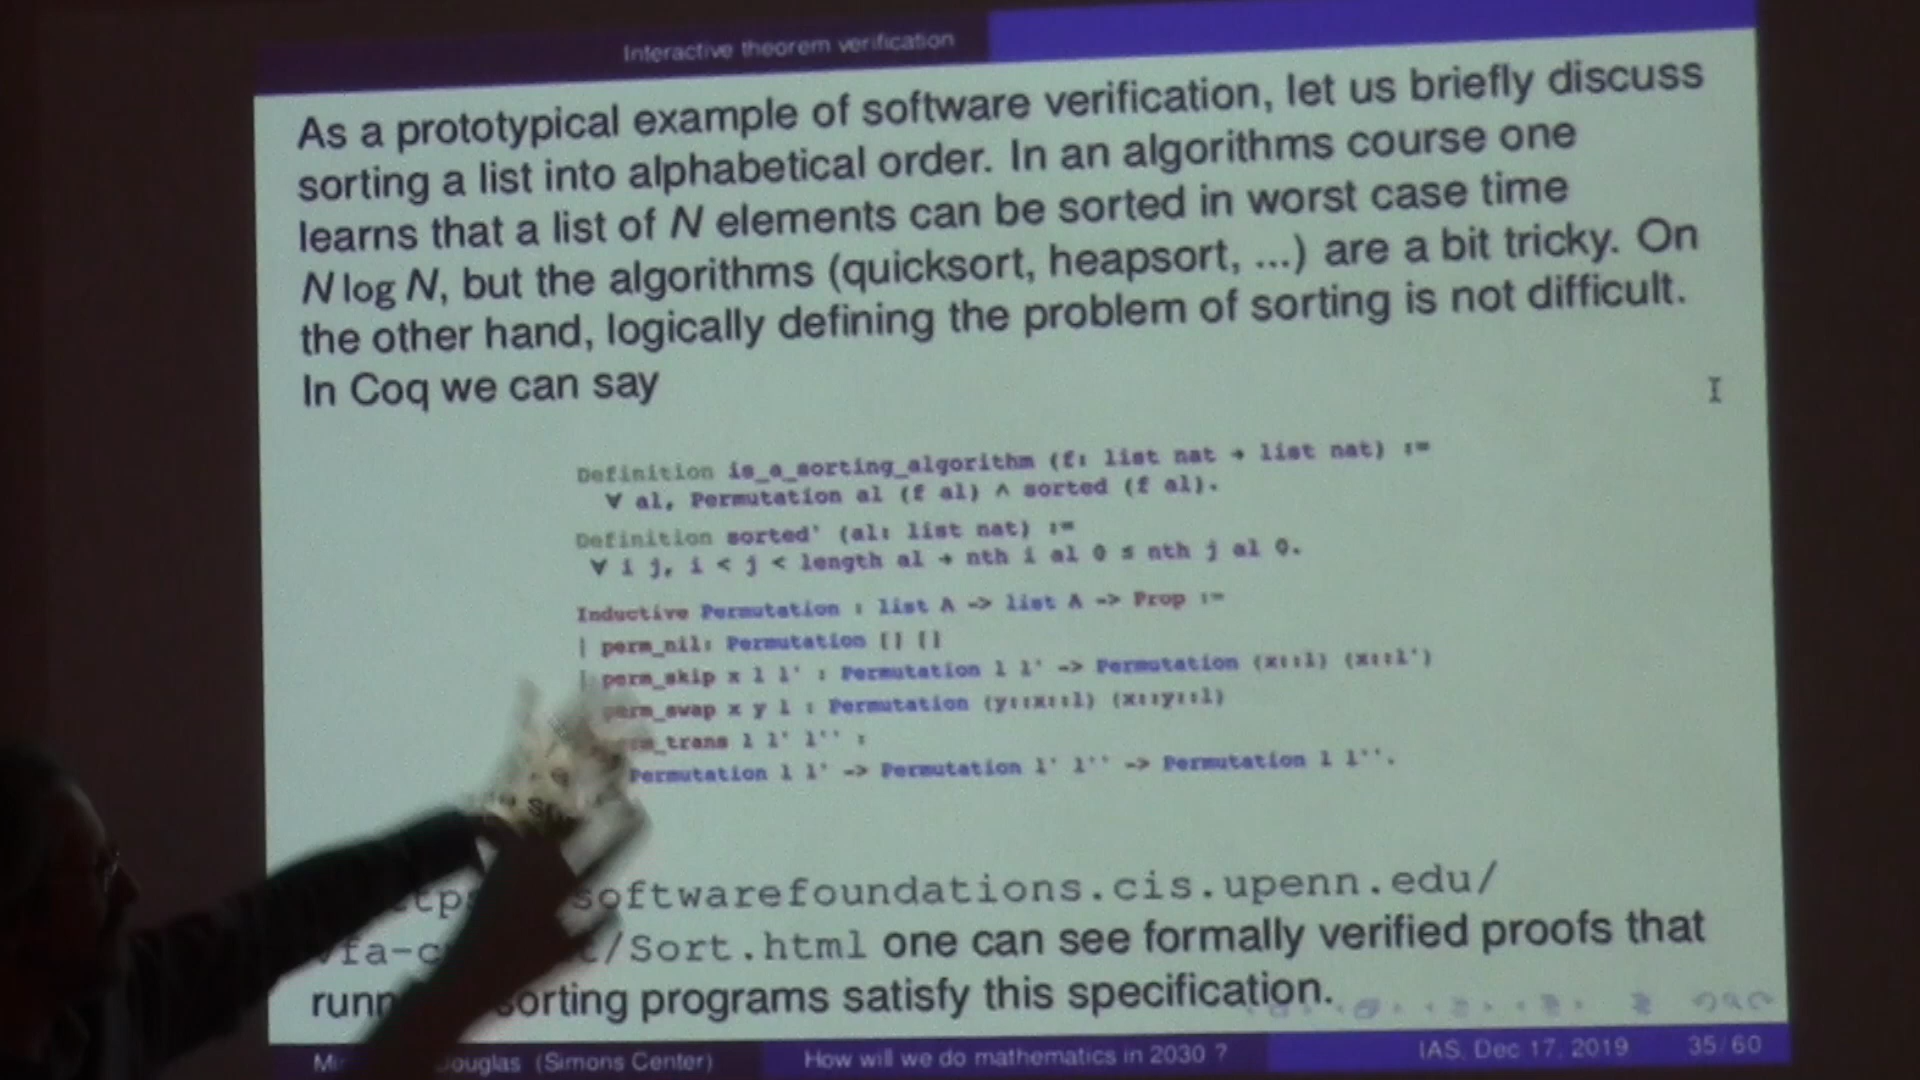 Interactive theorem verification
As a prototypical example of software verification, let us briefly discuss
sorting a list into alphabetical order. In an algorithms course one
learns that a list of N elements can be sorted in worst case time
N log N, but the algorithms (quicksort, heapsort, ...) are a bit tricky. On
the other hand, logically defining the problem of sorting is not difficult.
In Coq we can say
Definition is_a_sorting_algorithm (f: list nat → list nat) :=
∀ al, Permutation al (f al) ∧ sorted (f al).
Definition sorted' (al: list nat) :=
∀ i j, i < j < length al → nth i al 0 ≤ nth j al 0.
Inductive Permutation : list A -> list A -> Prop :=
| perm_nil: Permutation [] []
| perm_skip x l l' : Permutation l l' -> Permutation (x::l) (x::l')
perm_swap x y l : Permutation (y::x::l) (x::y::l)
_trans l l' l'' :
Permutation l l' -> Permutation l' l'' -> Permutation l l''.
softwarefoundations.cis.upenn.edu/
/Sort.html one can see formally verified proofs that
sorting programs satisfy this specification.
(Simons Center) How will we do mathematics in 2030 ? IAS, Dec 17, 2019 35/60